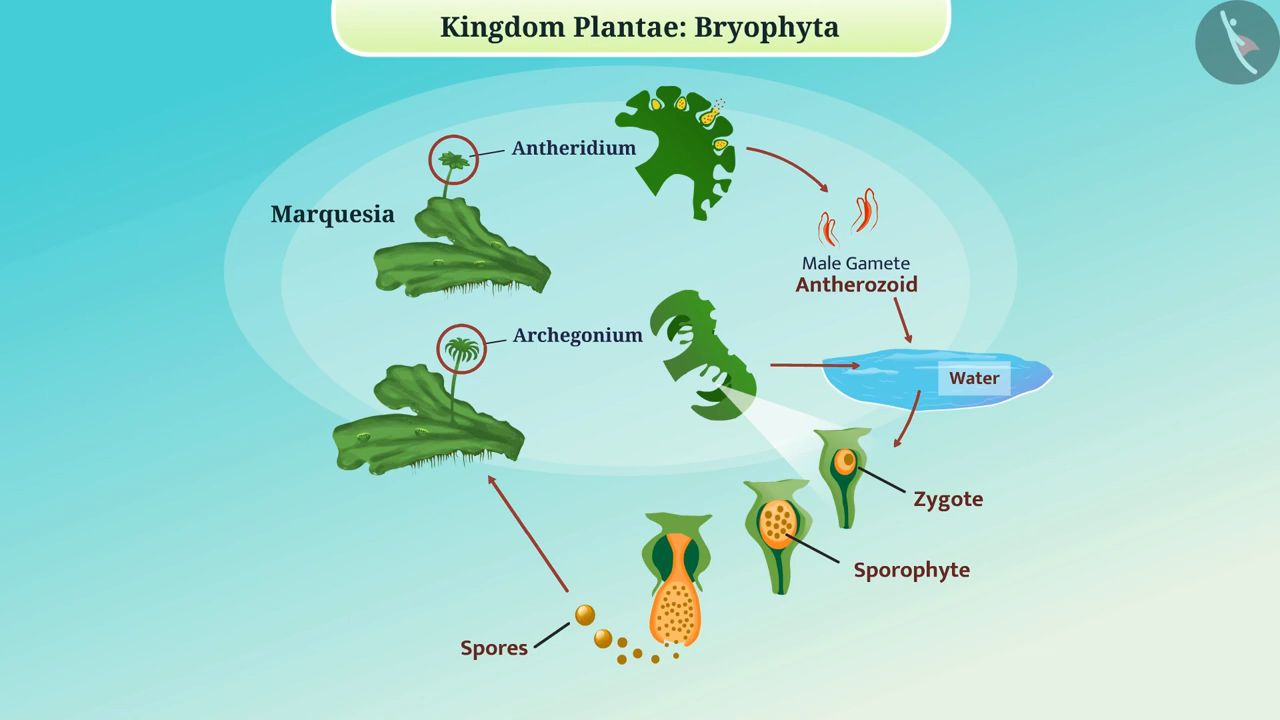 Kingdom Plantae: Bryophyta
Antheridium
Marquesia
Male Gamete
Antherozoid
Archegonium
Water
Zygote
Sporophyte
Spores